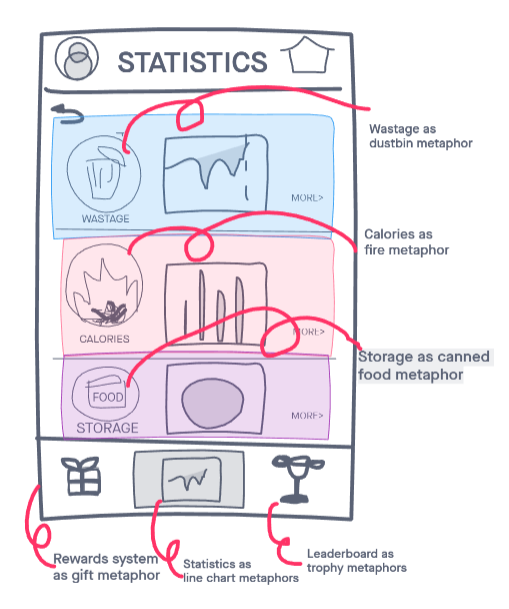 STATISTICS
Wastage as
dustbin metaphor
MORE>
WASTAGE
Calories as
fire metaphor
MORE>
CALORIES
Storage as canned
food metaphor
FOOD
MORE>
STORAGE
Rewards system
as gift metaphor
Statistics as
line chart metaphors
Leaderboard as
trophy metaphors